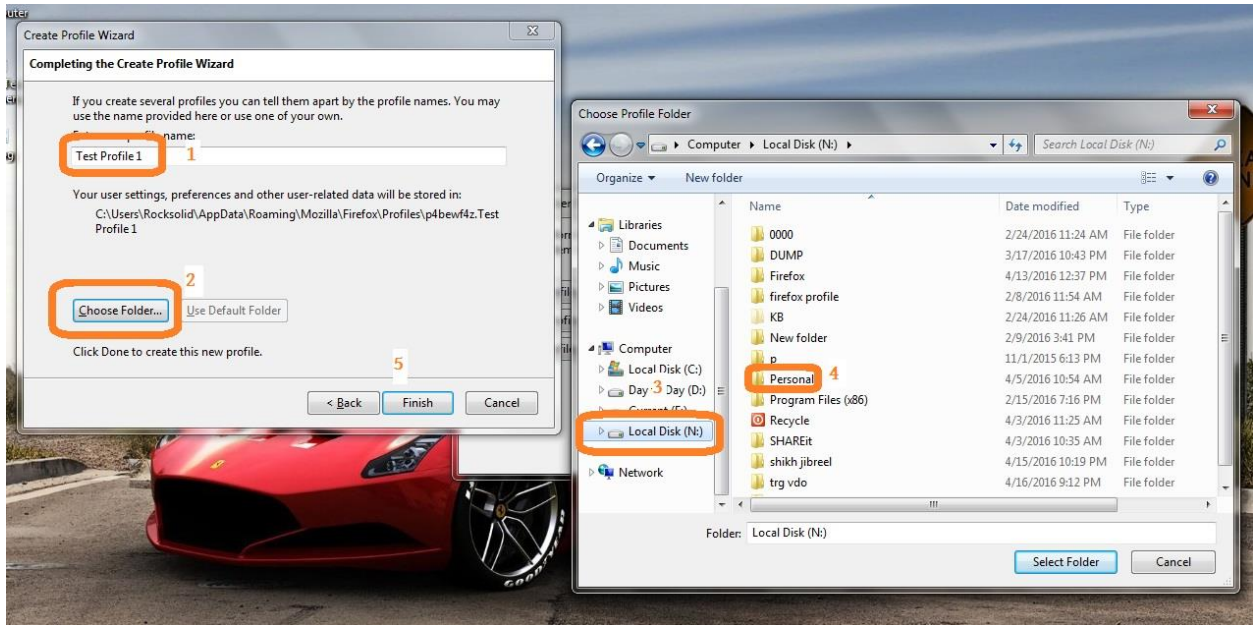 Create Profile Wizard
Completing the Create Profile Wizard
If you create several profiles you can tell them apart by the profile names. You may
use the name provided here or use one of your own.
name:
Test Profile 1
1
Your user settings, preferences and other user-related data will be stored in:
C:\Users\Rocksolid\AppData\Roaming\Mozilla\Firefox\Profiles\p4bewf4z.Test
Profile 1
2
Choose Folder...
Use Default Folder
Click Done to create this new profile.
5
< Back
Finish
Cancel
Choose Profile Folder
Computer
Local Disk (N:)
Search Local Disk (N:)
Organize
New folder
Libraries
Documents
Music
Pictures
Videos
Computer
Local Disk (C:)
3
Local Disk (N:)
Network
Name
Date modified
Type
0000
2/24/2016 11:24 AM
File folder
DUMP
3/17/2016 10:43 PM
File folder
Firefox
4/13/2016 12:37 PM
File folder
firefox profile
2/8/2016 11:54 AM
File folder
KB
2/24/2016 11:26 AM
File folder
New folder
2/9/2016 3:41 PM
File folder
p
11/1/2015 6:13 PM
File folder
Personal
4
4/5/2016 10:54 AM
File folder
Program Files (x86)
2/15/2016 7:16 PM
File folder
Recycle
4/3/2016 11:25 AM
File folder
SHAREit
4/3/2016 10:35 AM
File folder
shikh jibreel
4/15/2016 10:19 PM
File folder
trg vdo
4/16/2016 9:12 PM
File folder
Folder:
Local Disk (N:)
Select Folder
Cancel
GOOD